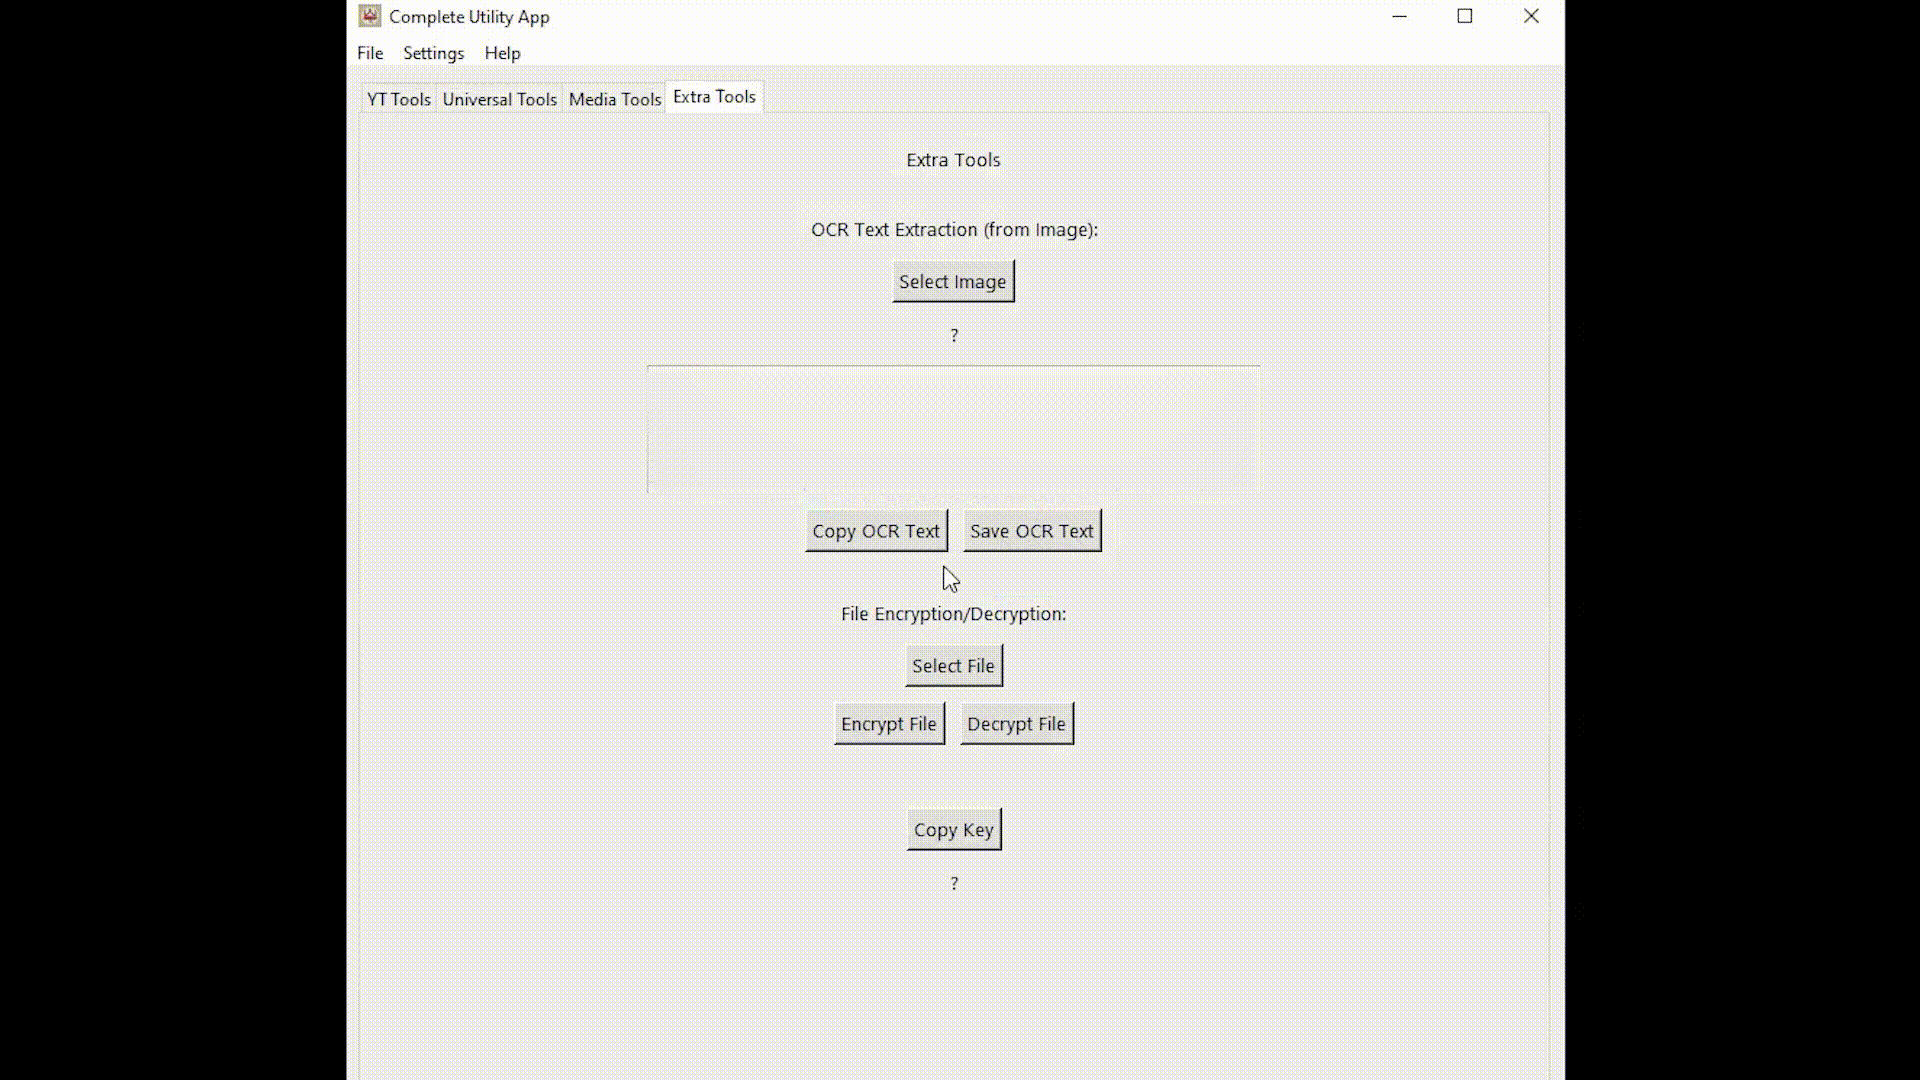 Complete Utility App
File Settings Help
YT Tools Universal Tools Media Tools Extra Tools
Extra Tools
OCR Text Extraction (from Image):
Select Image
?
Copy OCR Text Save OCR Text
File Encryption/Decryption:
Select File
Encrypt File Decrypt File
Copy Key
?